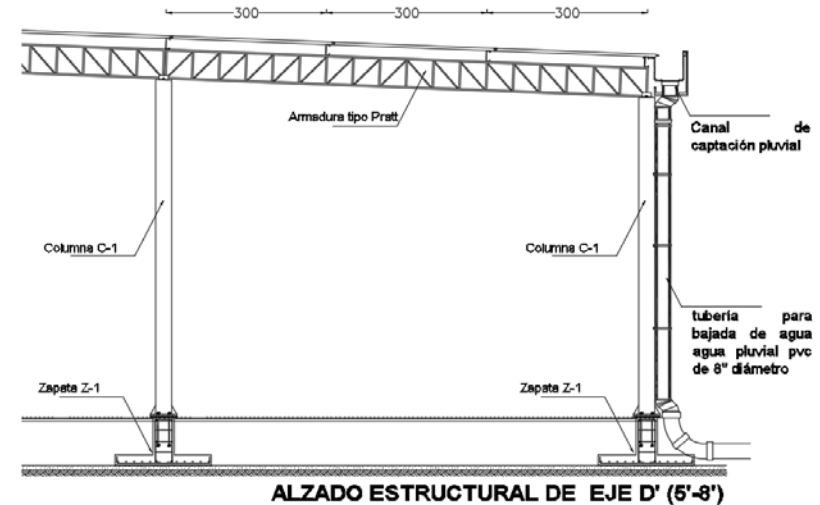 300 300 300
Armadura tipo Pratt
Canal de
captación pluvial
Columna C-1
Columna C-1
tubería para
bajada de agua
agua pluvial pvc
de 8" diámetro
Zapata Z-1
Zapata Z-1
ALZADO ESTRUCTURAL DE EJE D' (5'-8')